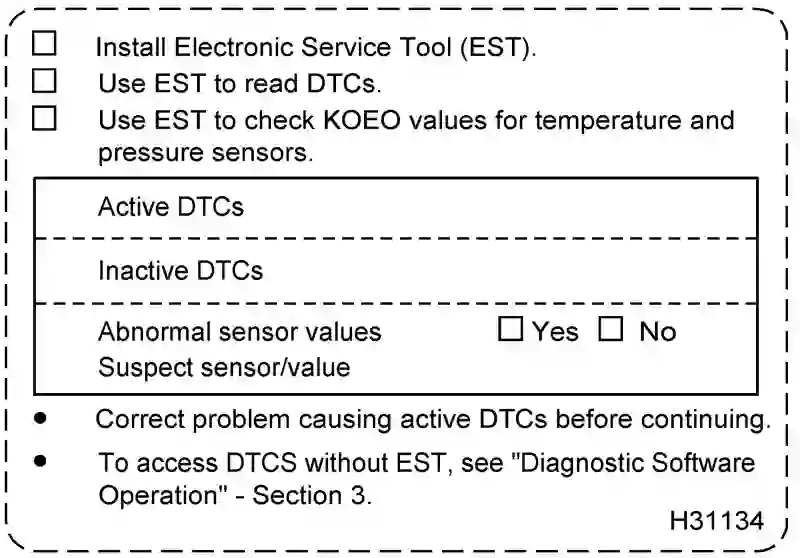 Install Electronic Service Tool (EST).
Use EST to read DTCs.
Use EST to check KOEO values for temperature and
pressure sensors.
Active DTCs
Inactive DTCs
Abnormal sensor values Yes No
Suspect sensor/value
• Correct problem causing active DTCs before continuing.
• To access DTCS without EST, see "Diagnostic Software
Operation" - Section 3.
H31134